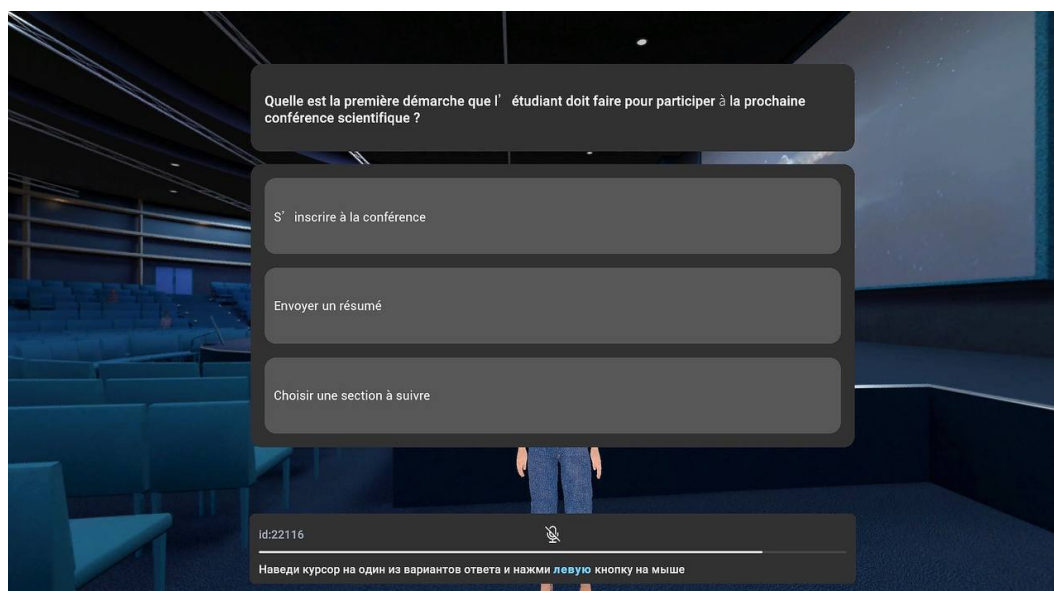 Quelle est la première démarche que l’ étudiant doit faire pour participer à la prochaine
conférence scientifique ?
S’ inscrire à la conférence
Envoyer un résumé
Choisir une section à suivre
id:22116
Наведи курсор на один из вариантов ответа и нажми левую кнопку на мыше